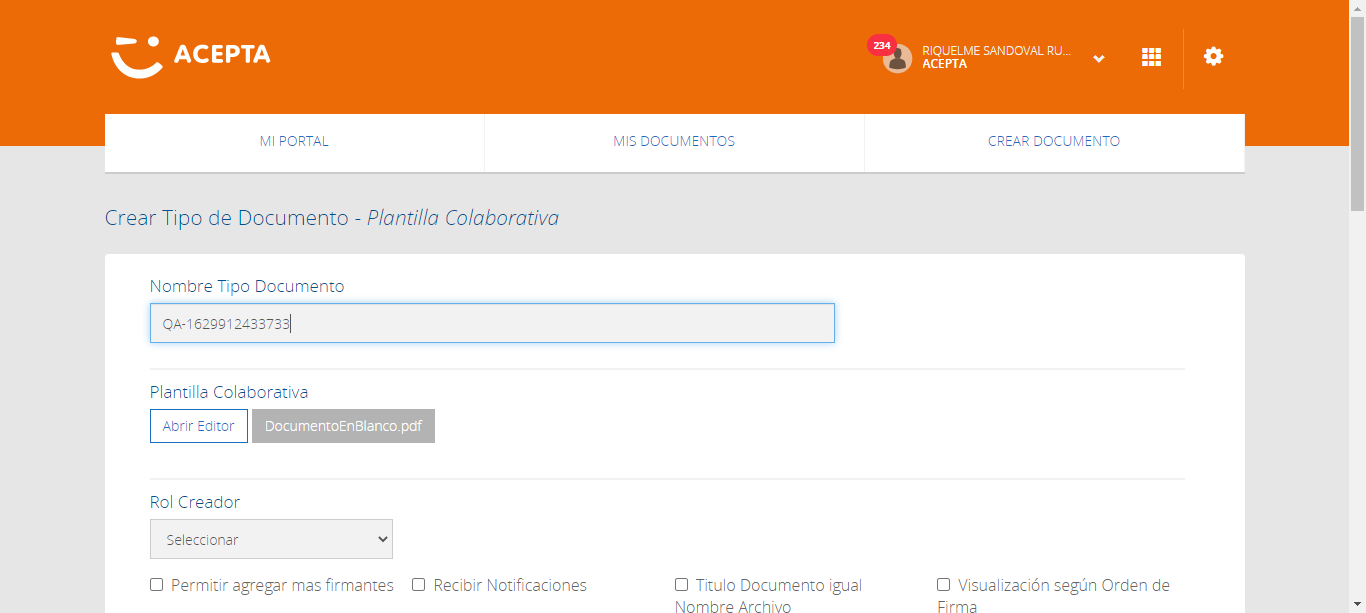 ACEPTA
234
RIQUELME SANDOVAL RU...
ACEPTA
MI PORTAL
MIS DOCUMENTOS
CREAR DOCUMENTO
Crear Tipo de Documento - Plantilla Colaborativa
Nombre Tipo Documento
QA-1629912433733
Plantilla Colaborativa
Abrir Editor
DocumentoEnBlanco.pdf
Rol Creador
Seleccionar
Permitir agregar mas firmantes
Recibir Notificaciones
Titulo Documento igual
Nombre Archivo
Visualización según Orden de
Firma